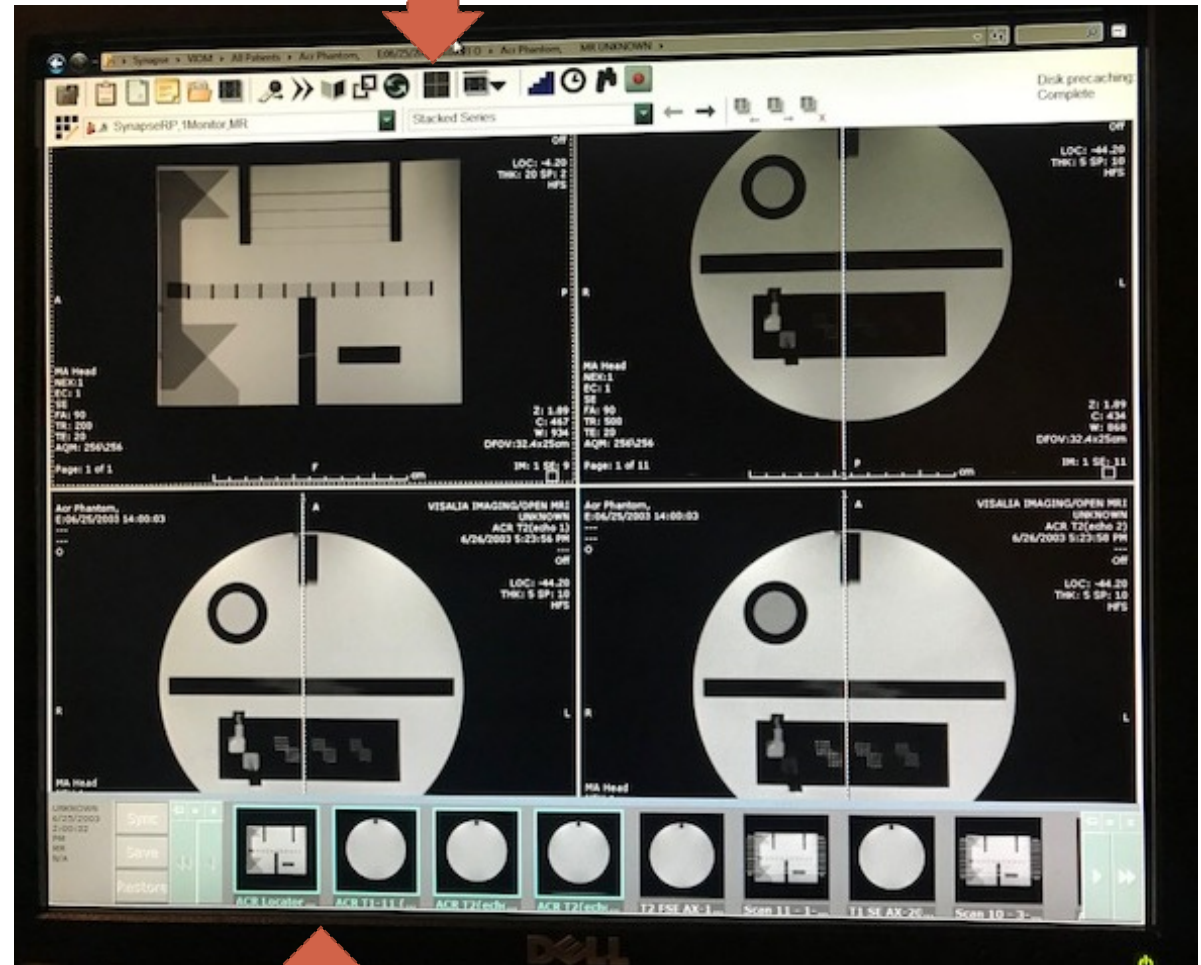 Synapse › VIDM › All Patients › Acr Phantom, › Acr Phantom, MR UNKNOWN ›
Disk precaching:
Complete
SynapseRP,1Monitor,MR
Stacked Series
Off
LOC: -4.20
THK: 20 SP: 2
HFS
A
P
MA Head
NEX:1
EC: 1
SE
FA: 90
TR: 200
TE: 20
AQM: 256\256
Page: 1 of 1
Z: 1.89
C: 467
W: 934
DFOV:32.4x25cm
IM: 1 SE: 9
F
cm
Off
LOC: -44.20
THK: 5 SP: 10
HFS
R
L
MA Head
NEX:1
EC: 1
SE
FA: 90
TR: 500
TE: 20
AQM: 256\256
Page: 1 of 11
Z: 1.89
C: 434
W: 868
DFOV:32.4x25cm
IM: 1 SE: 11
P
cm
Acr Phantom,
E:06/25/2003 14:00:03
---
---
O
A
VISALIA IMAGING/OPEN MRI
UNKNOWN
ACR T2(echo 1)
6/26/2003 5:23:56 PM
---
Off
LOC: -44.20
THK: 5 SP: 10
HFS
R
L
MA Head
Acr Phantom,
E:06/25/2003 14:00:03
---
---
O
A
VISALIA IMAGING/OPEN MRI
UNKNOWN
ACR T2(echo 2)
6/26/2003 5:23:58 PM
---
Off
LOC: -44.20
THK: 5 SP: 10
HFS
R
L
MA Head
UNKNOWN
6/25/2003
2:00:22
PM
MR
N/A
Sync
Save
Restore
ACR Locator...
ACR T1-11 (...
ACR T2(ech...
ACR T2(ech...
T2 FSE AX-1...
Scan 11 - 1-...
T1 SE AX-20...
Scan 10 - 3-...
DELL